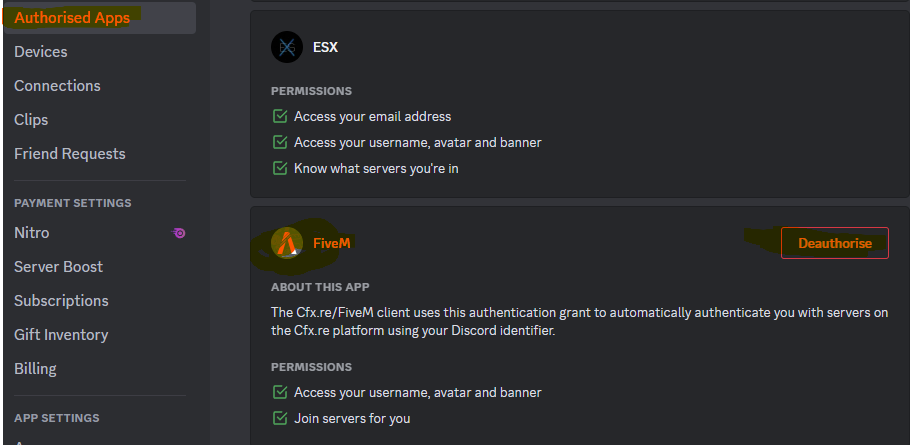 Authorised Apps
Devices
Connections
Clips
Friend Requests
PAYMENT SETTINGS
Nitro
Server Boost
Subscriptions
Gift Inventory
Billing
APP SETTINGS
ESX
PERMISSIONS
Access your email address
Access your username, avatar and banner
Know what servers you're in
FiveM
Deauthorise
ABOUT THIS APP
The Cfx.re/FiveM client uses this authentication grant to automatically authenticate you with servers on
the Cfx.re platform using your Discord identifier.
PERMISSIONS
Access your username, avatar and banner
Join servers for you